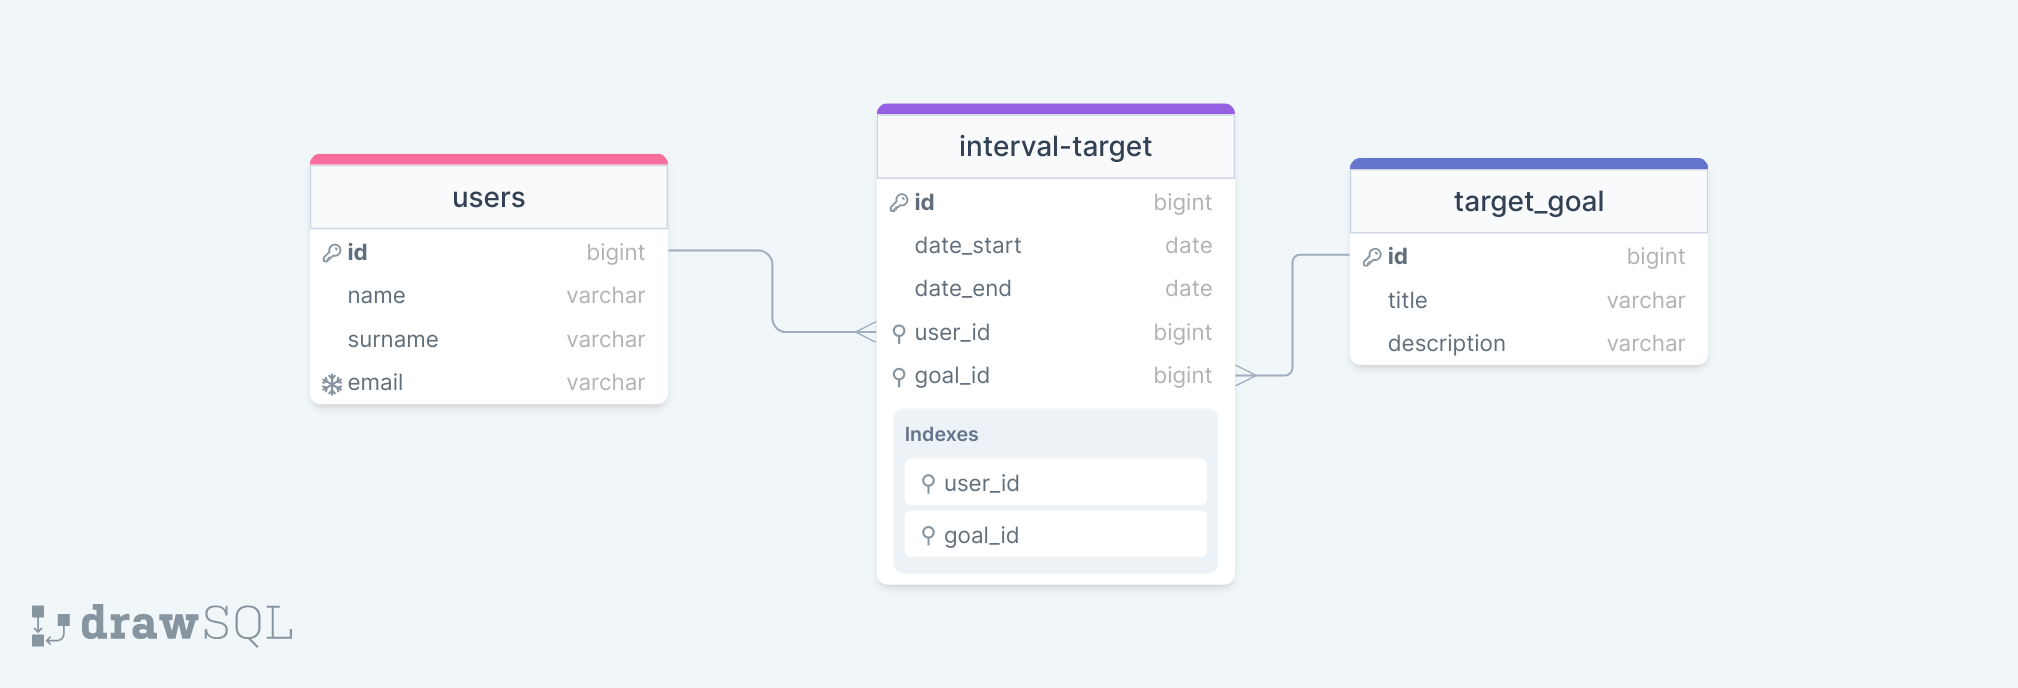 users
id bigint
name varchar
surname varchar
email varchar
interval-target
id bigint
date_start date
date_end date
user_id bigint
goal_id bigint
Indexes
user_id
goal_id
target_goal
id bigint
title varchar
description varchar
drawSQL